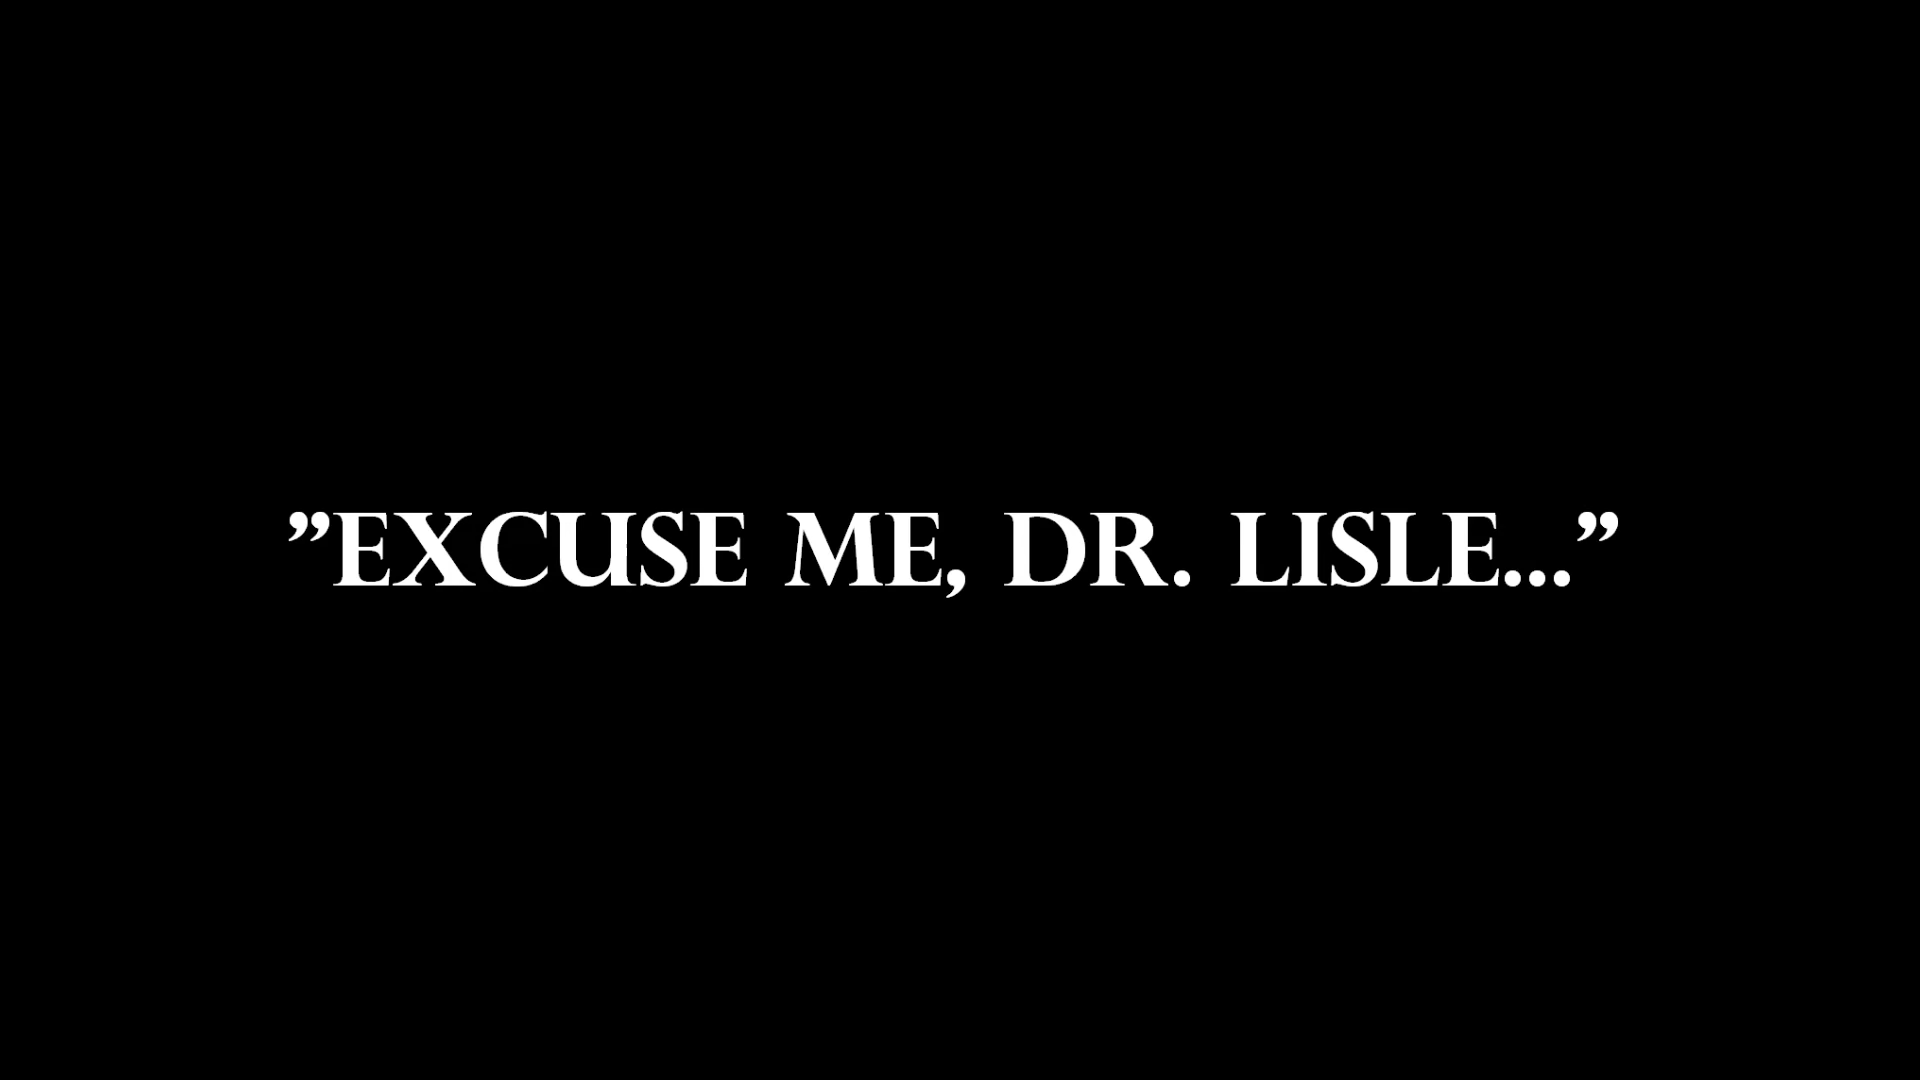 ”EXCUSE ME, DR. LISLE...”